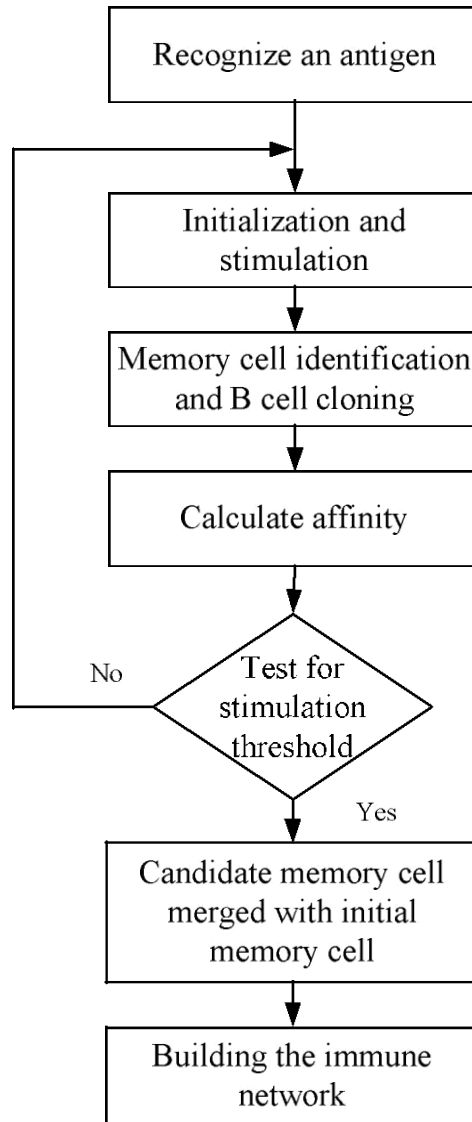 Recognize an antigen
Initialization and
stimulation
Memory cell identification
and B cell cloning
Calculate affinity
No
Test for
stimulation
threshold
Yes
Candidate memory cell
merged with initial
memory cell
Building the immune
network